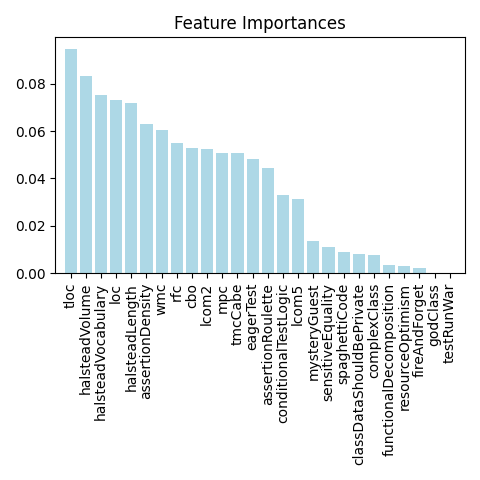 Feature Importances
0.08
0.06
0.04
0.02
0.00
tloc
halsteadVolume
halsteadVocabulary
loc
halsteadLength
assertionDensity
wmc
rfc
cbo
lcom2
mpc
tmcCabe
eagerTest
assertionRoulette
conditionalTestLogic
lcom5
mysteryGuest
sensitiveEquality
spaghettiCode
classDataShouldBePrivate
complexClass
functionalDecomposition
resourceOptimism
fireAndForget
godClass
testRunWar